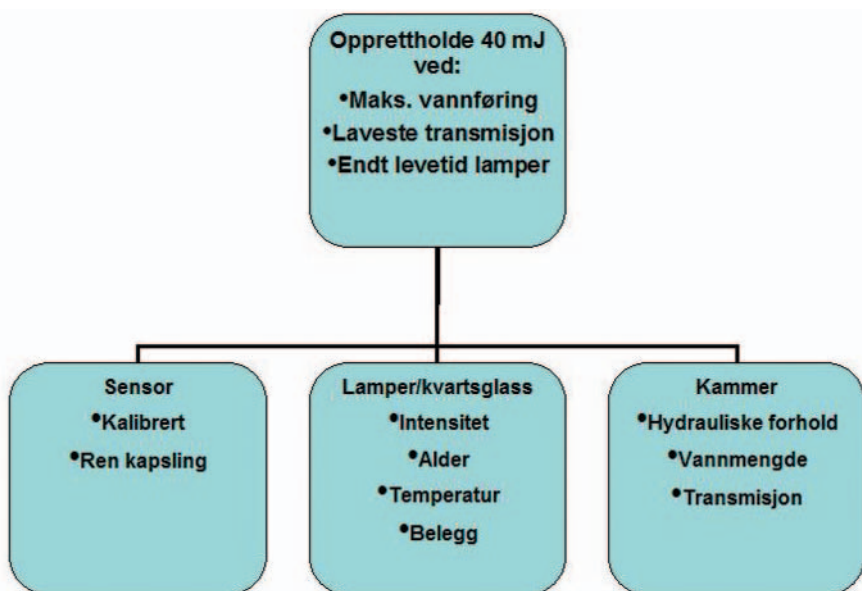 Opprettholde 40 mJ
ved:
•Maks. vannføring
•Laveste transmisjon
•Endt levetid lamper
Sensor
•Kalibrert
•Ren kapsling
Lamper/kvartsglass
•Intensitet
•Alder
•Temperatur
•Belegg
Kammer
•Hydrauliske forhold
•Vannmengde
•Transmisjon